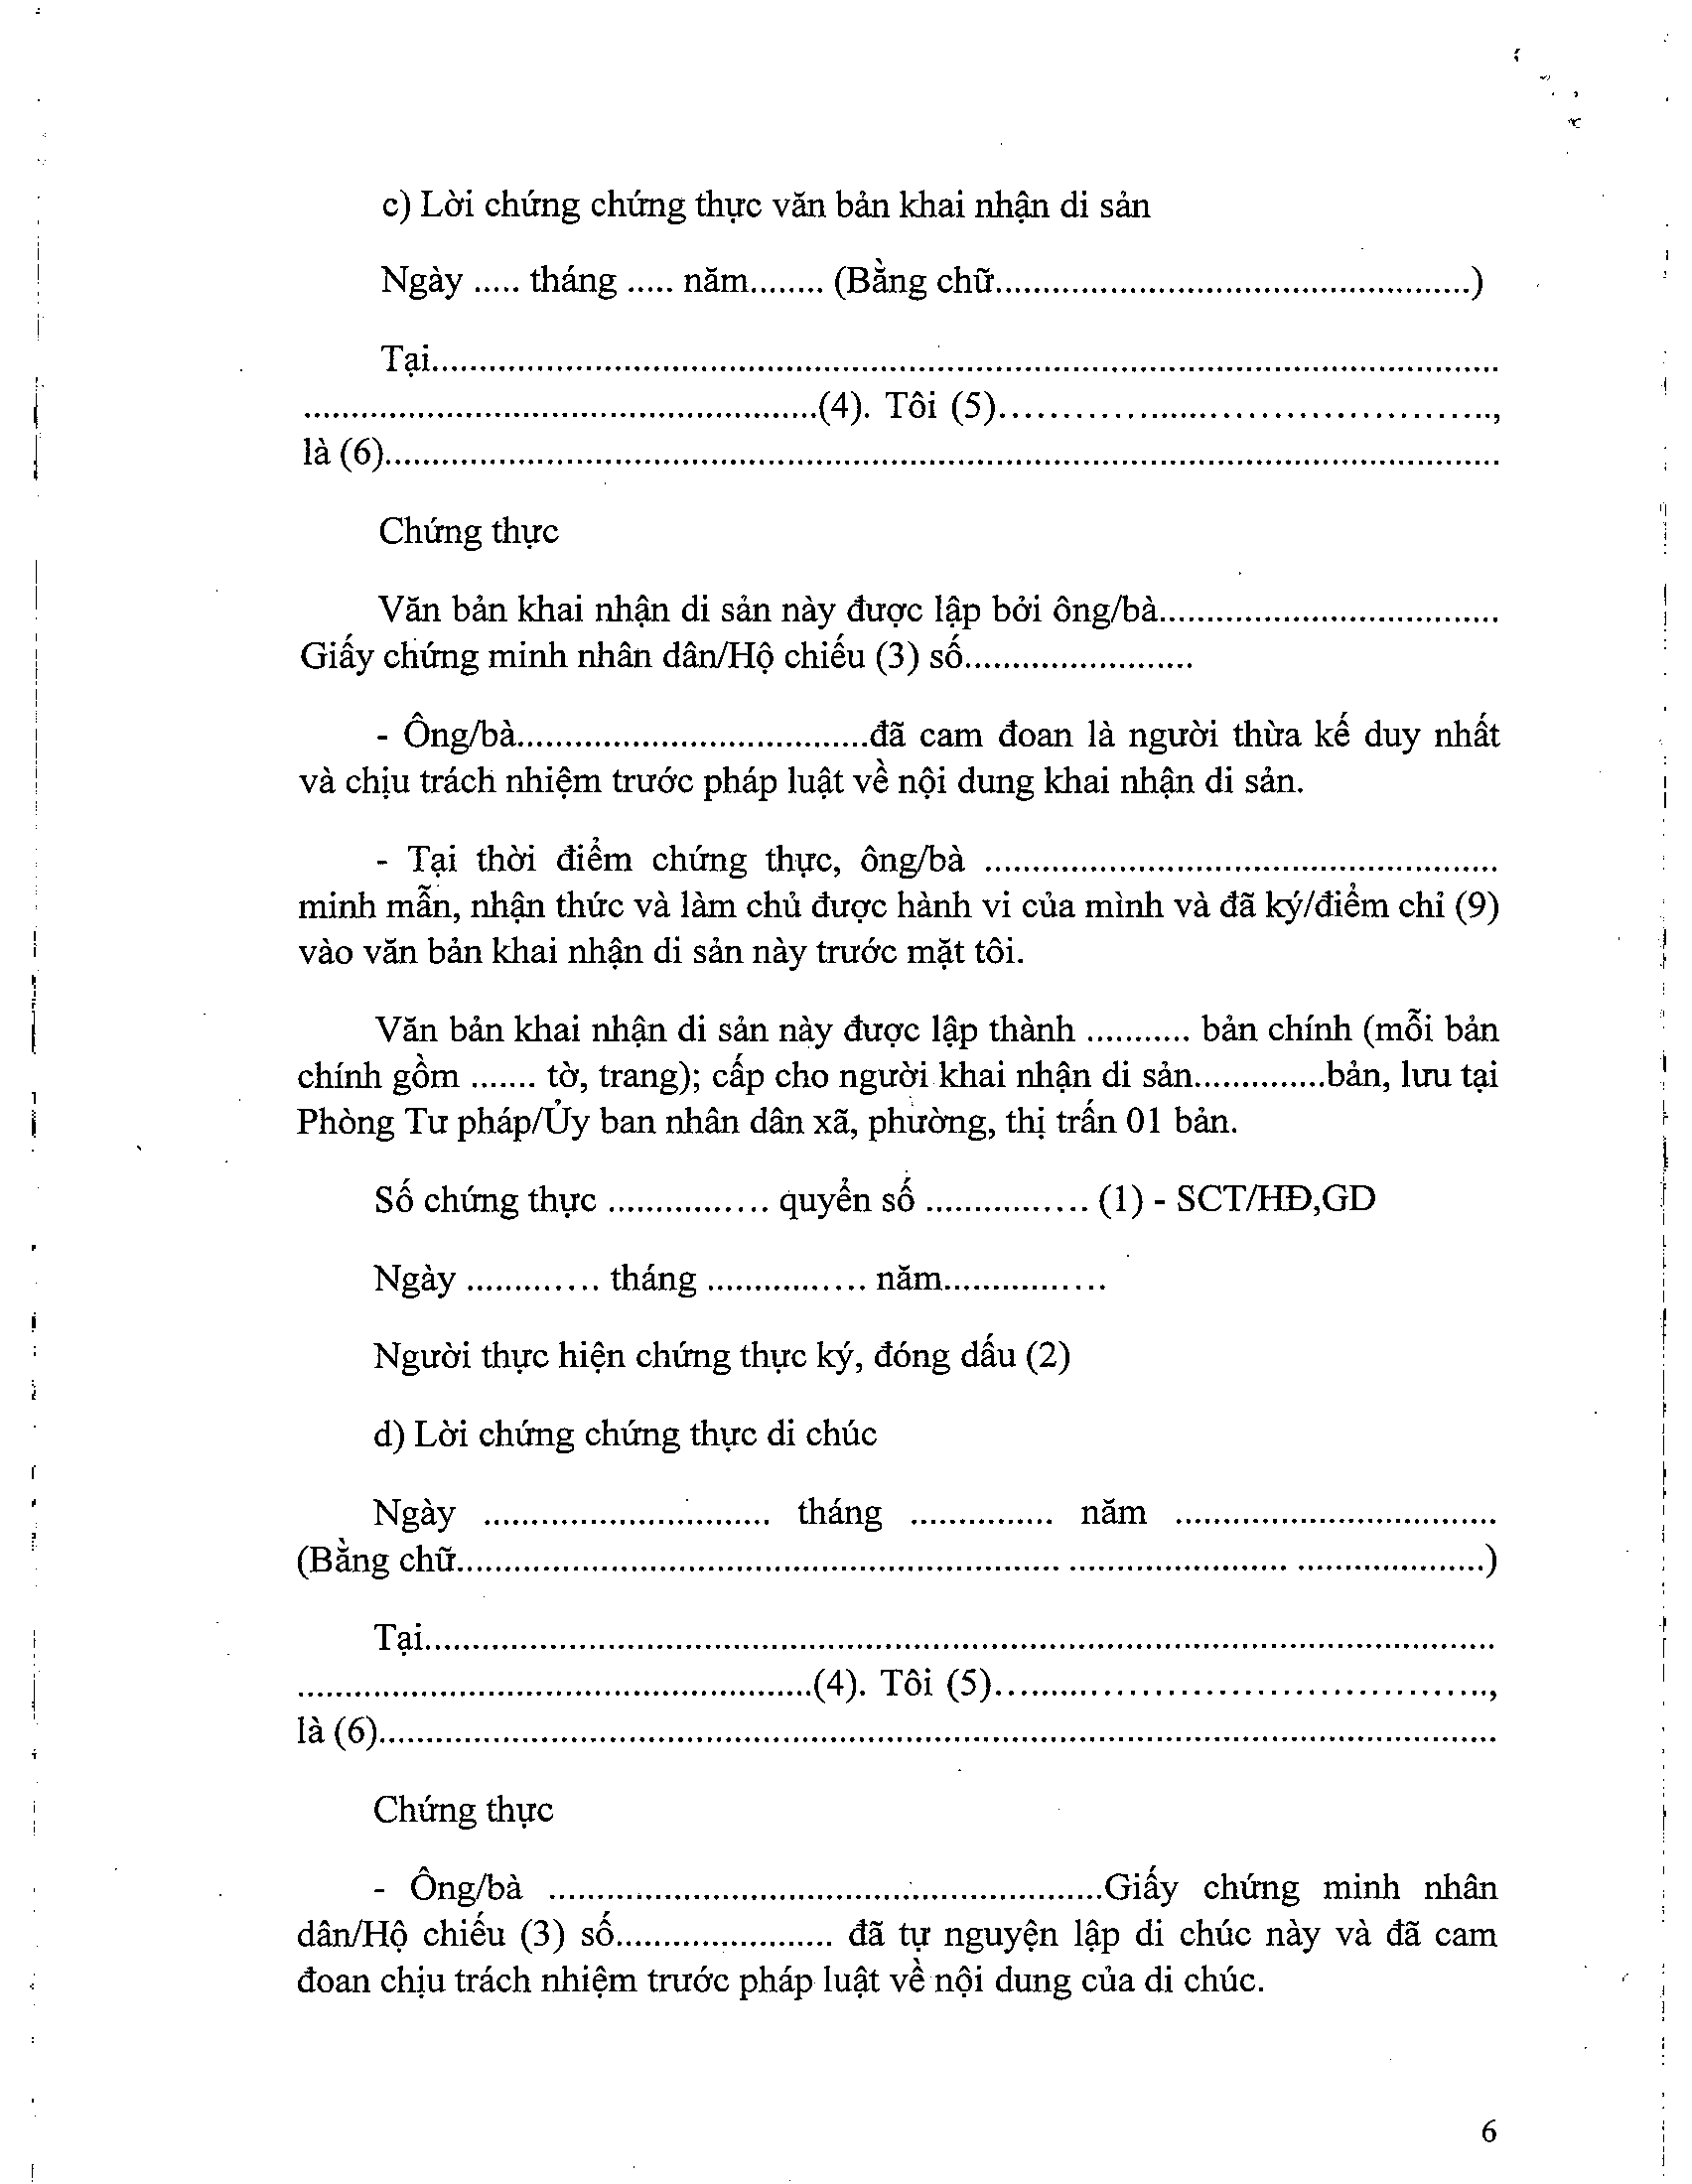 c) Lời chứng chứng thực văn bản khai nhận di sản
Ngày ..... tháng ..... năm........ (Bằng chữ.................................................)
Tại..............................................................................................................
.....................................................(4). Tôi (5)................................................,
là (6)..................................................................................................................
Chứng thực
Văn bản khai nhận di sản này được lập bởi ông/bà...................................
Giấy chứng minh nhân dân/Hộ chiếu (3) số........................
- Ông/bà....................................đã cam đoan là người thừa kế duy nhất
và chịu trách nhiệm trước pháp luật về nội dung khai nhận di sản.
- Tại thời điểm chứng thực, ông/bà .....................................................
minh mẫn, nhận thức và làm chủ được hành vi của mình và đã ký/điểm chỉ (9)
vào văn bản khai nhận di sản này trước mặt tôi.
Văn bản khai nhận di sản này được lập thành ........... bản chính (mỗi bản
chính gồm ....... tờ, trang); cấp cho người khai nhận di sản..............bản, lưu tại
Phòng Tư pháp/Ủy ban nhân dân xã, phường, thị trấn 01 bản.
Số chứng thực ................. quyển số ................. (1) - SCT/HĐ,GD
Ngày ............. tháng ................ năm.................
Người thực hiện chứng thực ký, đóng dấu (2)
d) Lời chứng chứng thực di chúc
Ngày .............................. tháng ............... năm .................................
(Bằng chữ.............................................................. ....................... ...................)
Tại..............................................................................................................
.....................................................(4). Tôi (5)................................................,
là (6)..................................................................................................................
Chứng thực
- Ông/bà .........................................................Giấy chứng minh nhân
dân/Hộ chiếu (3) số....................... đã tự nguyện lập di chúc này và đã cam
đoan chịu trách nhiệm trước pháp luật về nội dung của di chúc.
6